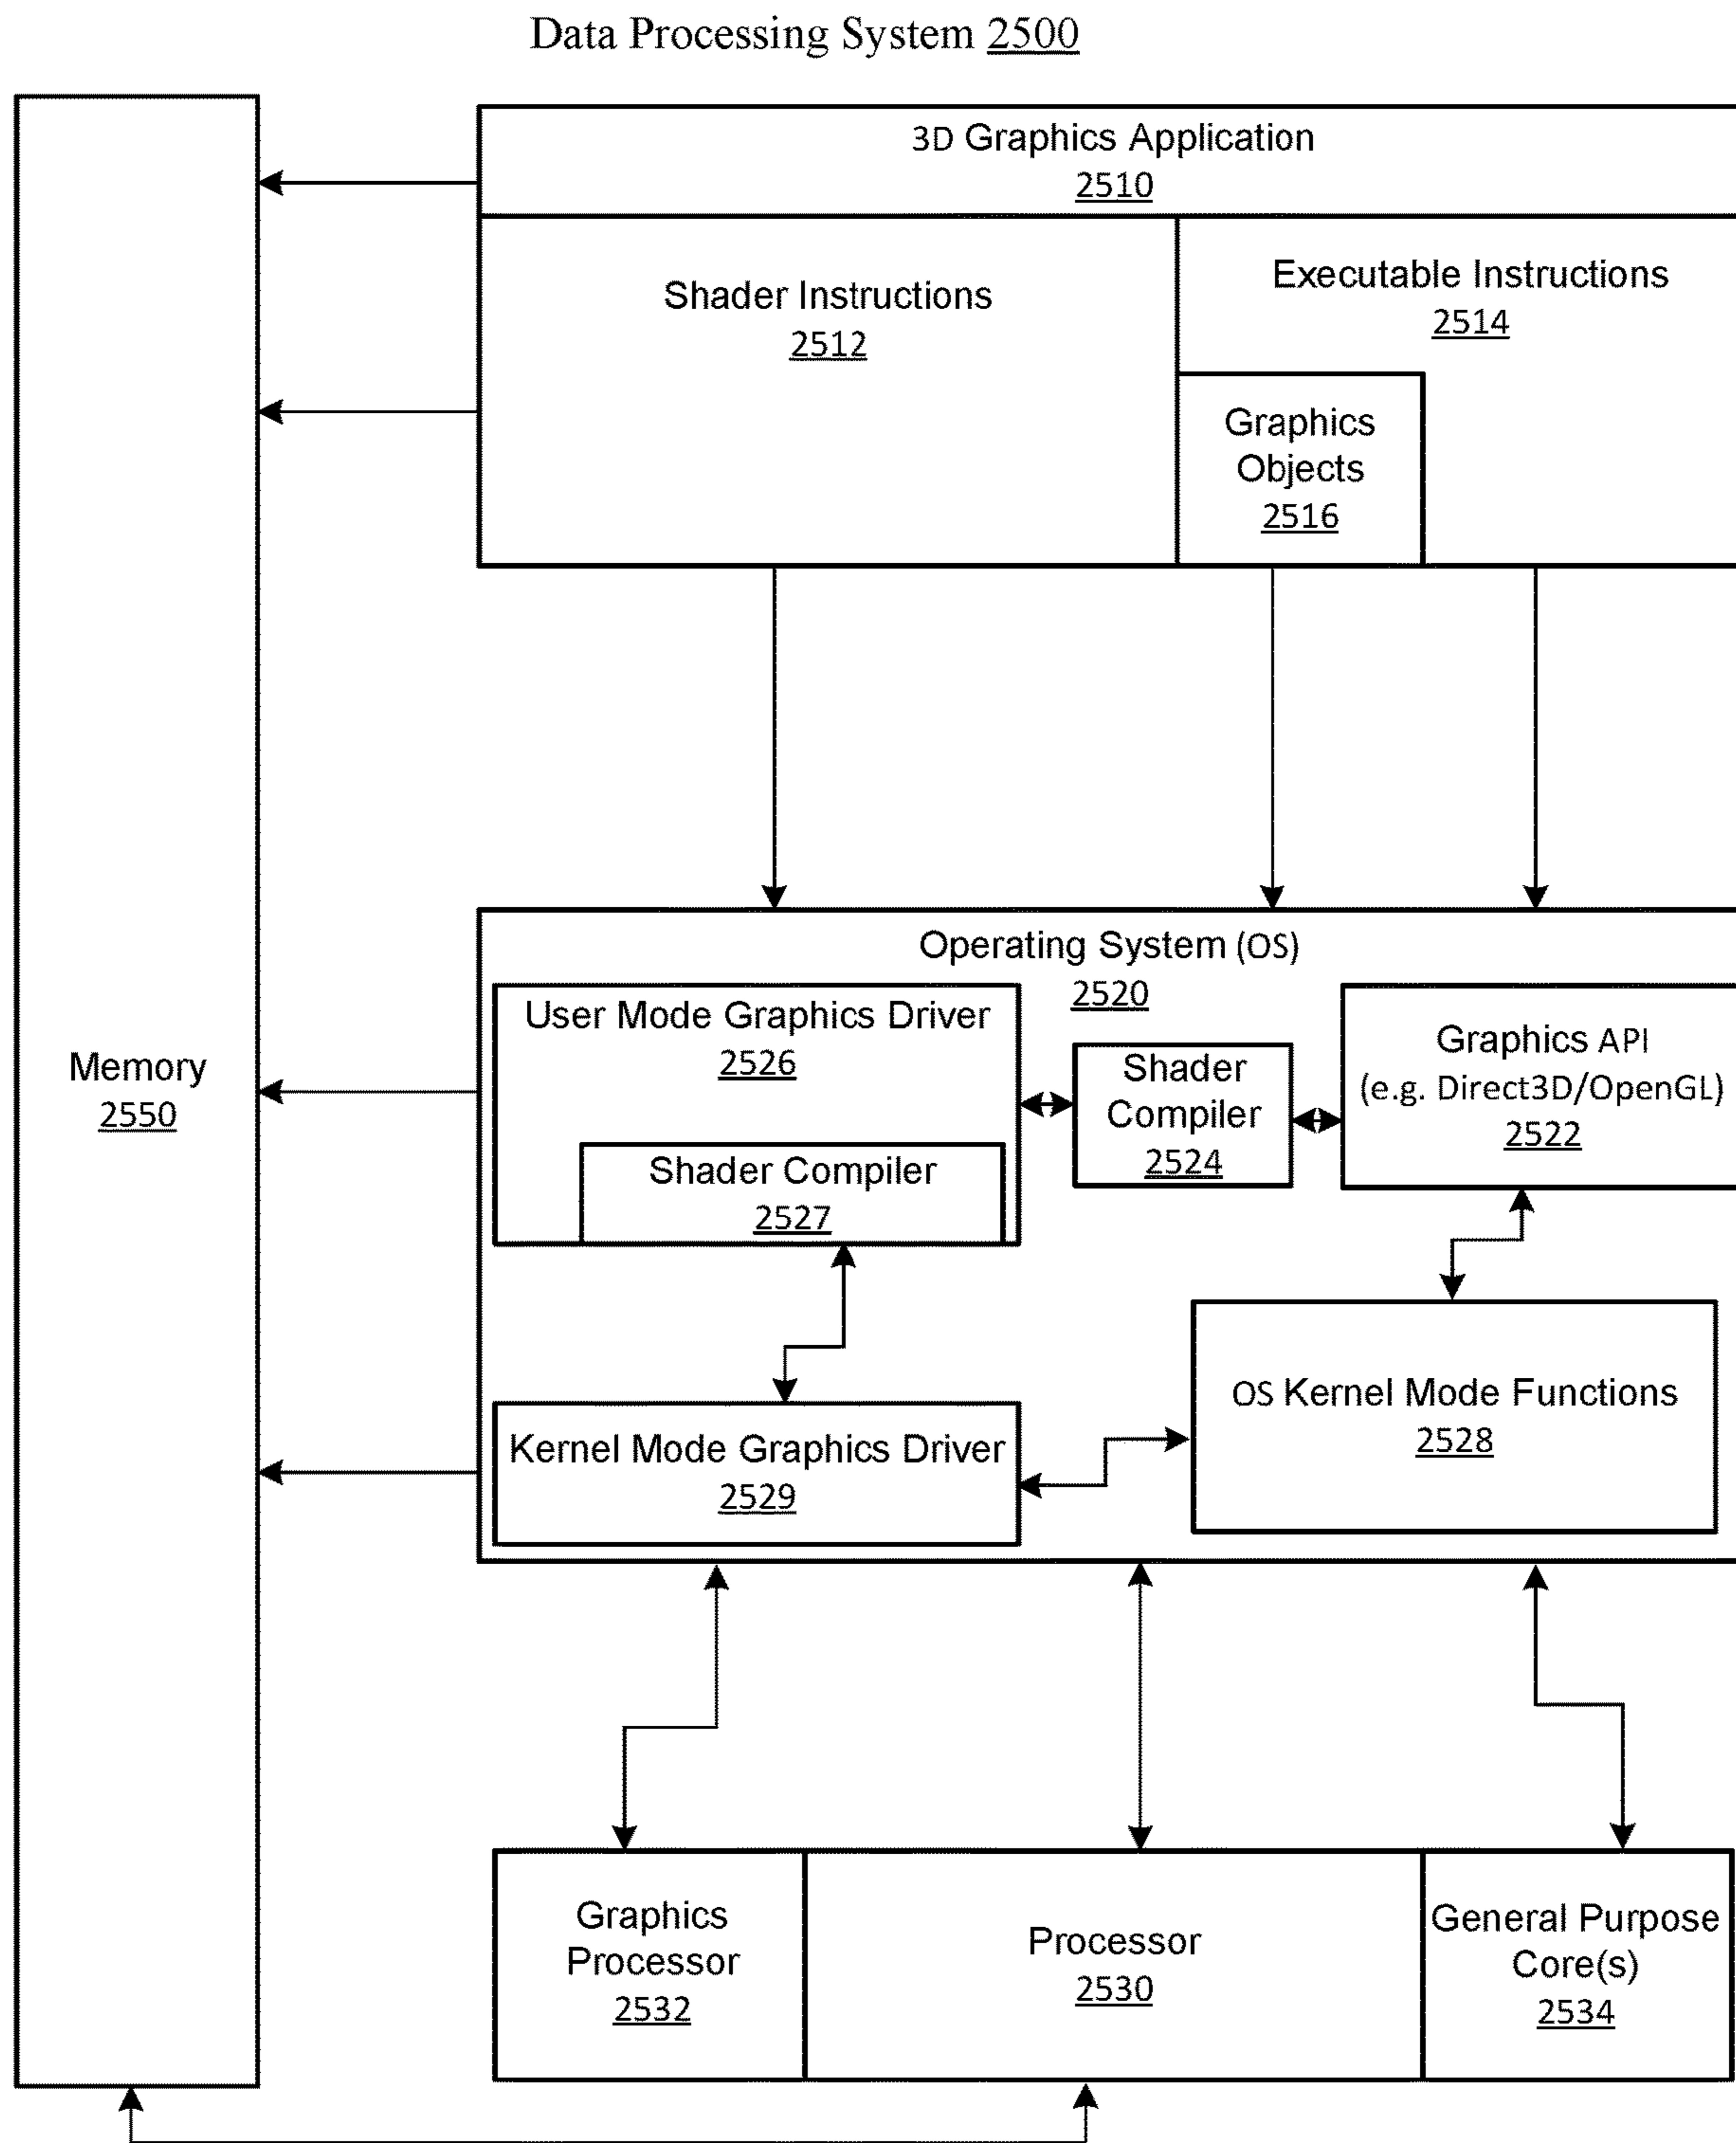 Data Processing System 2500
3D Graphics Application
2510
Shader Instructions
2512
Executable Instructions
2514
Graphics
Objects
2516
Memory
2550
Operating System (OS)
2520
User Mode Graphics Driver
2526
Shader Compiler
2527
Shader
Compiler
2524
Graphics API
(e.g. Direct3D/OpenGL)
2522
Kernel Mode Graphics Driver
2529
OS Kernel Mode Functions
2528
Graphics
Processor
2532
Processor
2530
General Purpose
Core(s)
2534